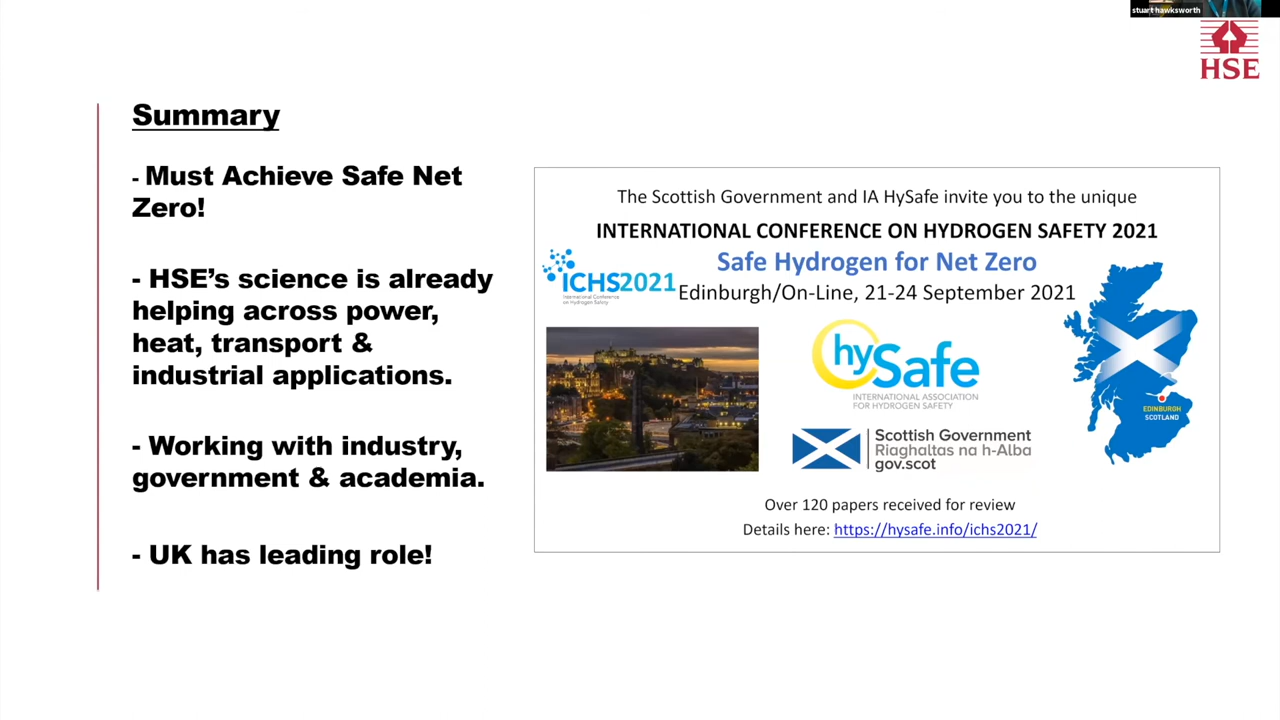 stuart hawksworth
HSE
Summary
- Must Achieve Safe Net
Zero!
- HSE’s science is already
helping across power,
heat, transport &
industrial applications.
- Working with industry,
government & academia.
- UK has leading role!
The Scottish Government and IA HySafe invite you to the unique
INTERNATIONAL CONFERENCE ON HYDROGEN SAFETY 2021
Safe Hydrogen for Net Zero
ICHS2021
International Conference
on Hydrogen Safety
Edinburgh/On-Line, 21-24 September 2021
hySafe
INTERNATIONAL ASSOCIATION
FOR HYDROGEN SAFETY
EDINBURGH
SCOTLAND
Scottish Government
Riaghaltas na h-Alba
gov.scot
Over 120 papers received for review
Details here: https://hysafe.info/ichs2021/